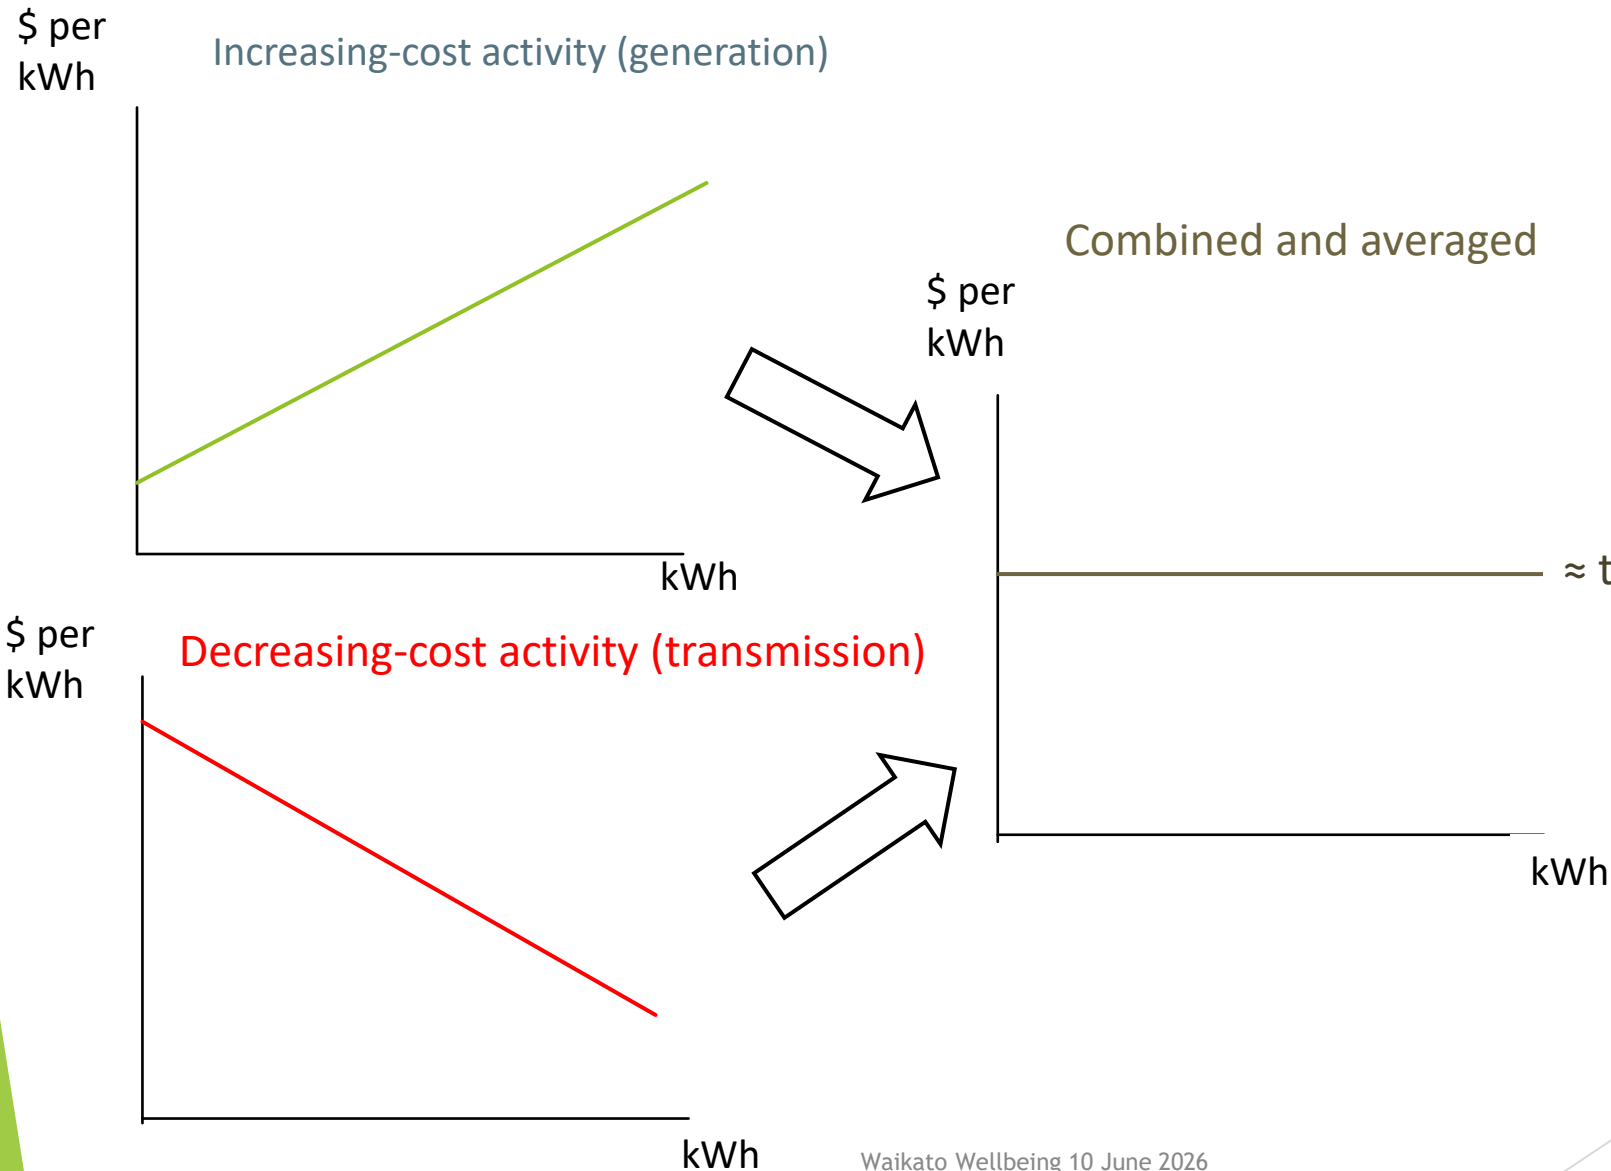 $ per
kWh
Increasing-cost activity (generation)
kWh
Combined and averaged
$ per
kWh
≈ t
kWh
$ per
kWh
Decreasing-cost activity (transmission)
kWh
Waikato Wellbeing 10 June 2026